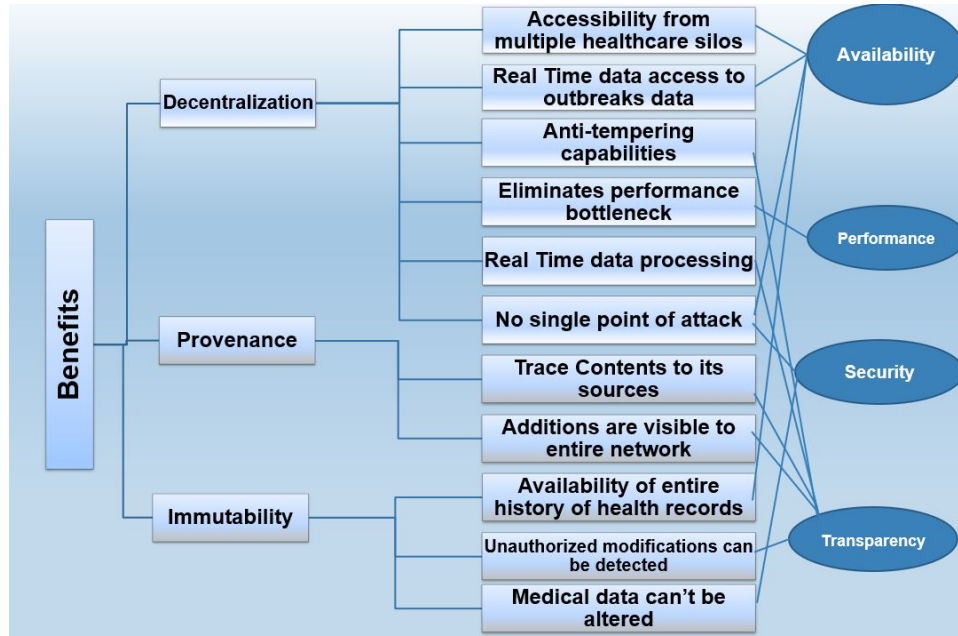 Benefits
Decentralization
Provenance
Immutability
Accessibility from
multiple healthcare silos
Real Time data access to
outbreaks data
Anti-tempering
capabilities
Eliminates performance
bottleneck
Real Time data processing
No single point of attack
Trace Contents to its
sources
Additions are visible to
entire network
Availability of entire
history of health records
Unauthorized modifications can
be detected
Medical data can't be
altered
Availability
Performance
Security
Transparency